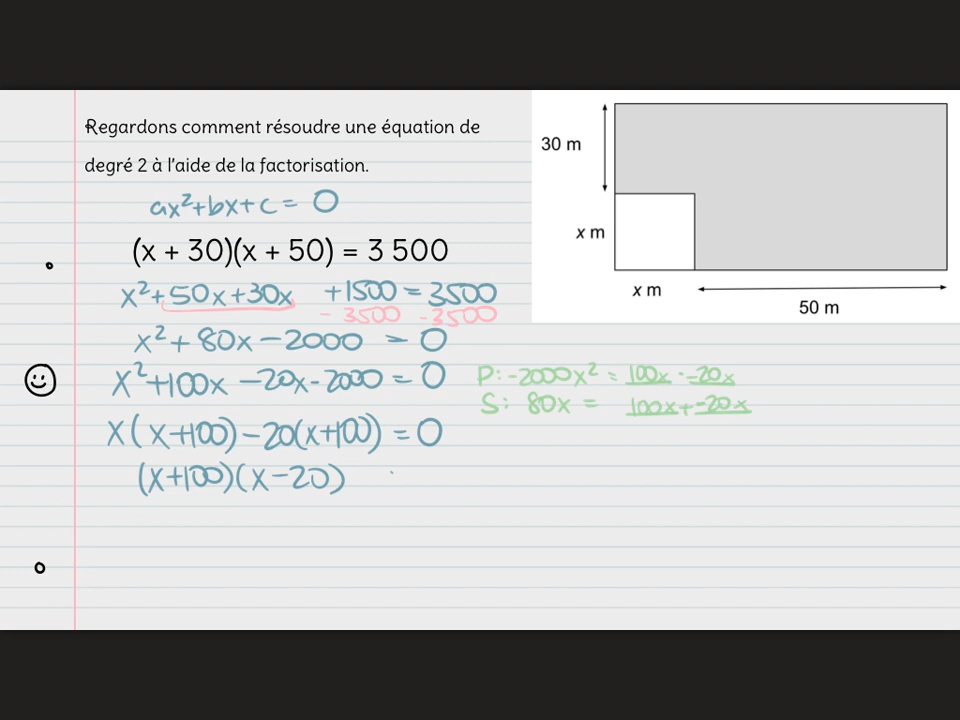 Regardons comment résoudre une équation de
degré 2 à l'aide de la factorisation.
ax²+bx+c = 0
(x + 30)(x + 50) = 3 500
x²+50x+30x +1500 = 3500
- 3500 -3500
x² + 80x - 2000 = 0
x²+100x -20x-2000 = 0
x(x+100)-20(x+100) = 0
(x+100)(x-20)
P: -2000x² = 100x · -20x
S: 80x = 100x + -20x
30 m
x m
x m
50 m